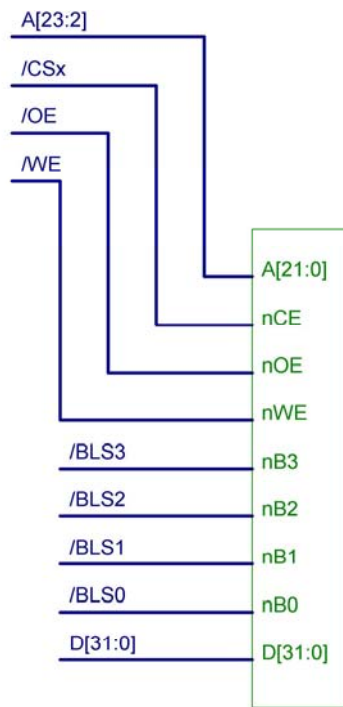 A[23:2]
/CSx
/OE
/WE
A[21:0]
nCE
nOE
nWE
/BLS3 nB3
/BLS2 nB2
/BLS1 nB1
/BLS0 nB0
D[31:0] D[31:0]